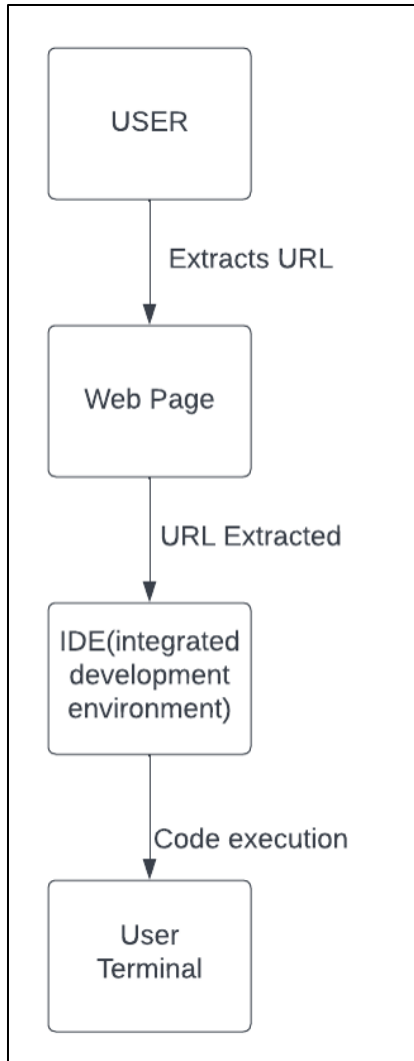 USER
Extracts URL
Web Page
URL Extracted
IDE(integrated
development
environment)
Code execution
User
Terminal